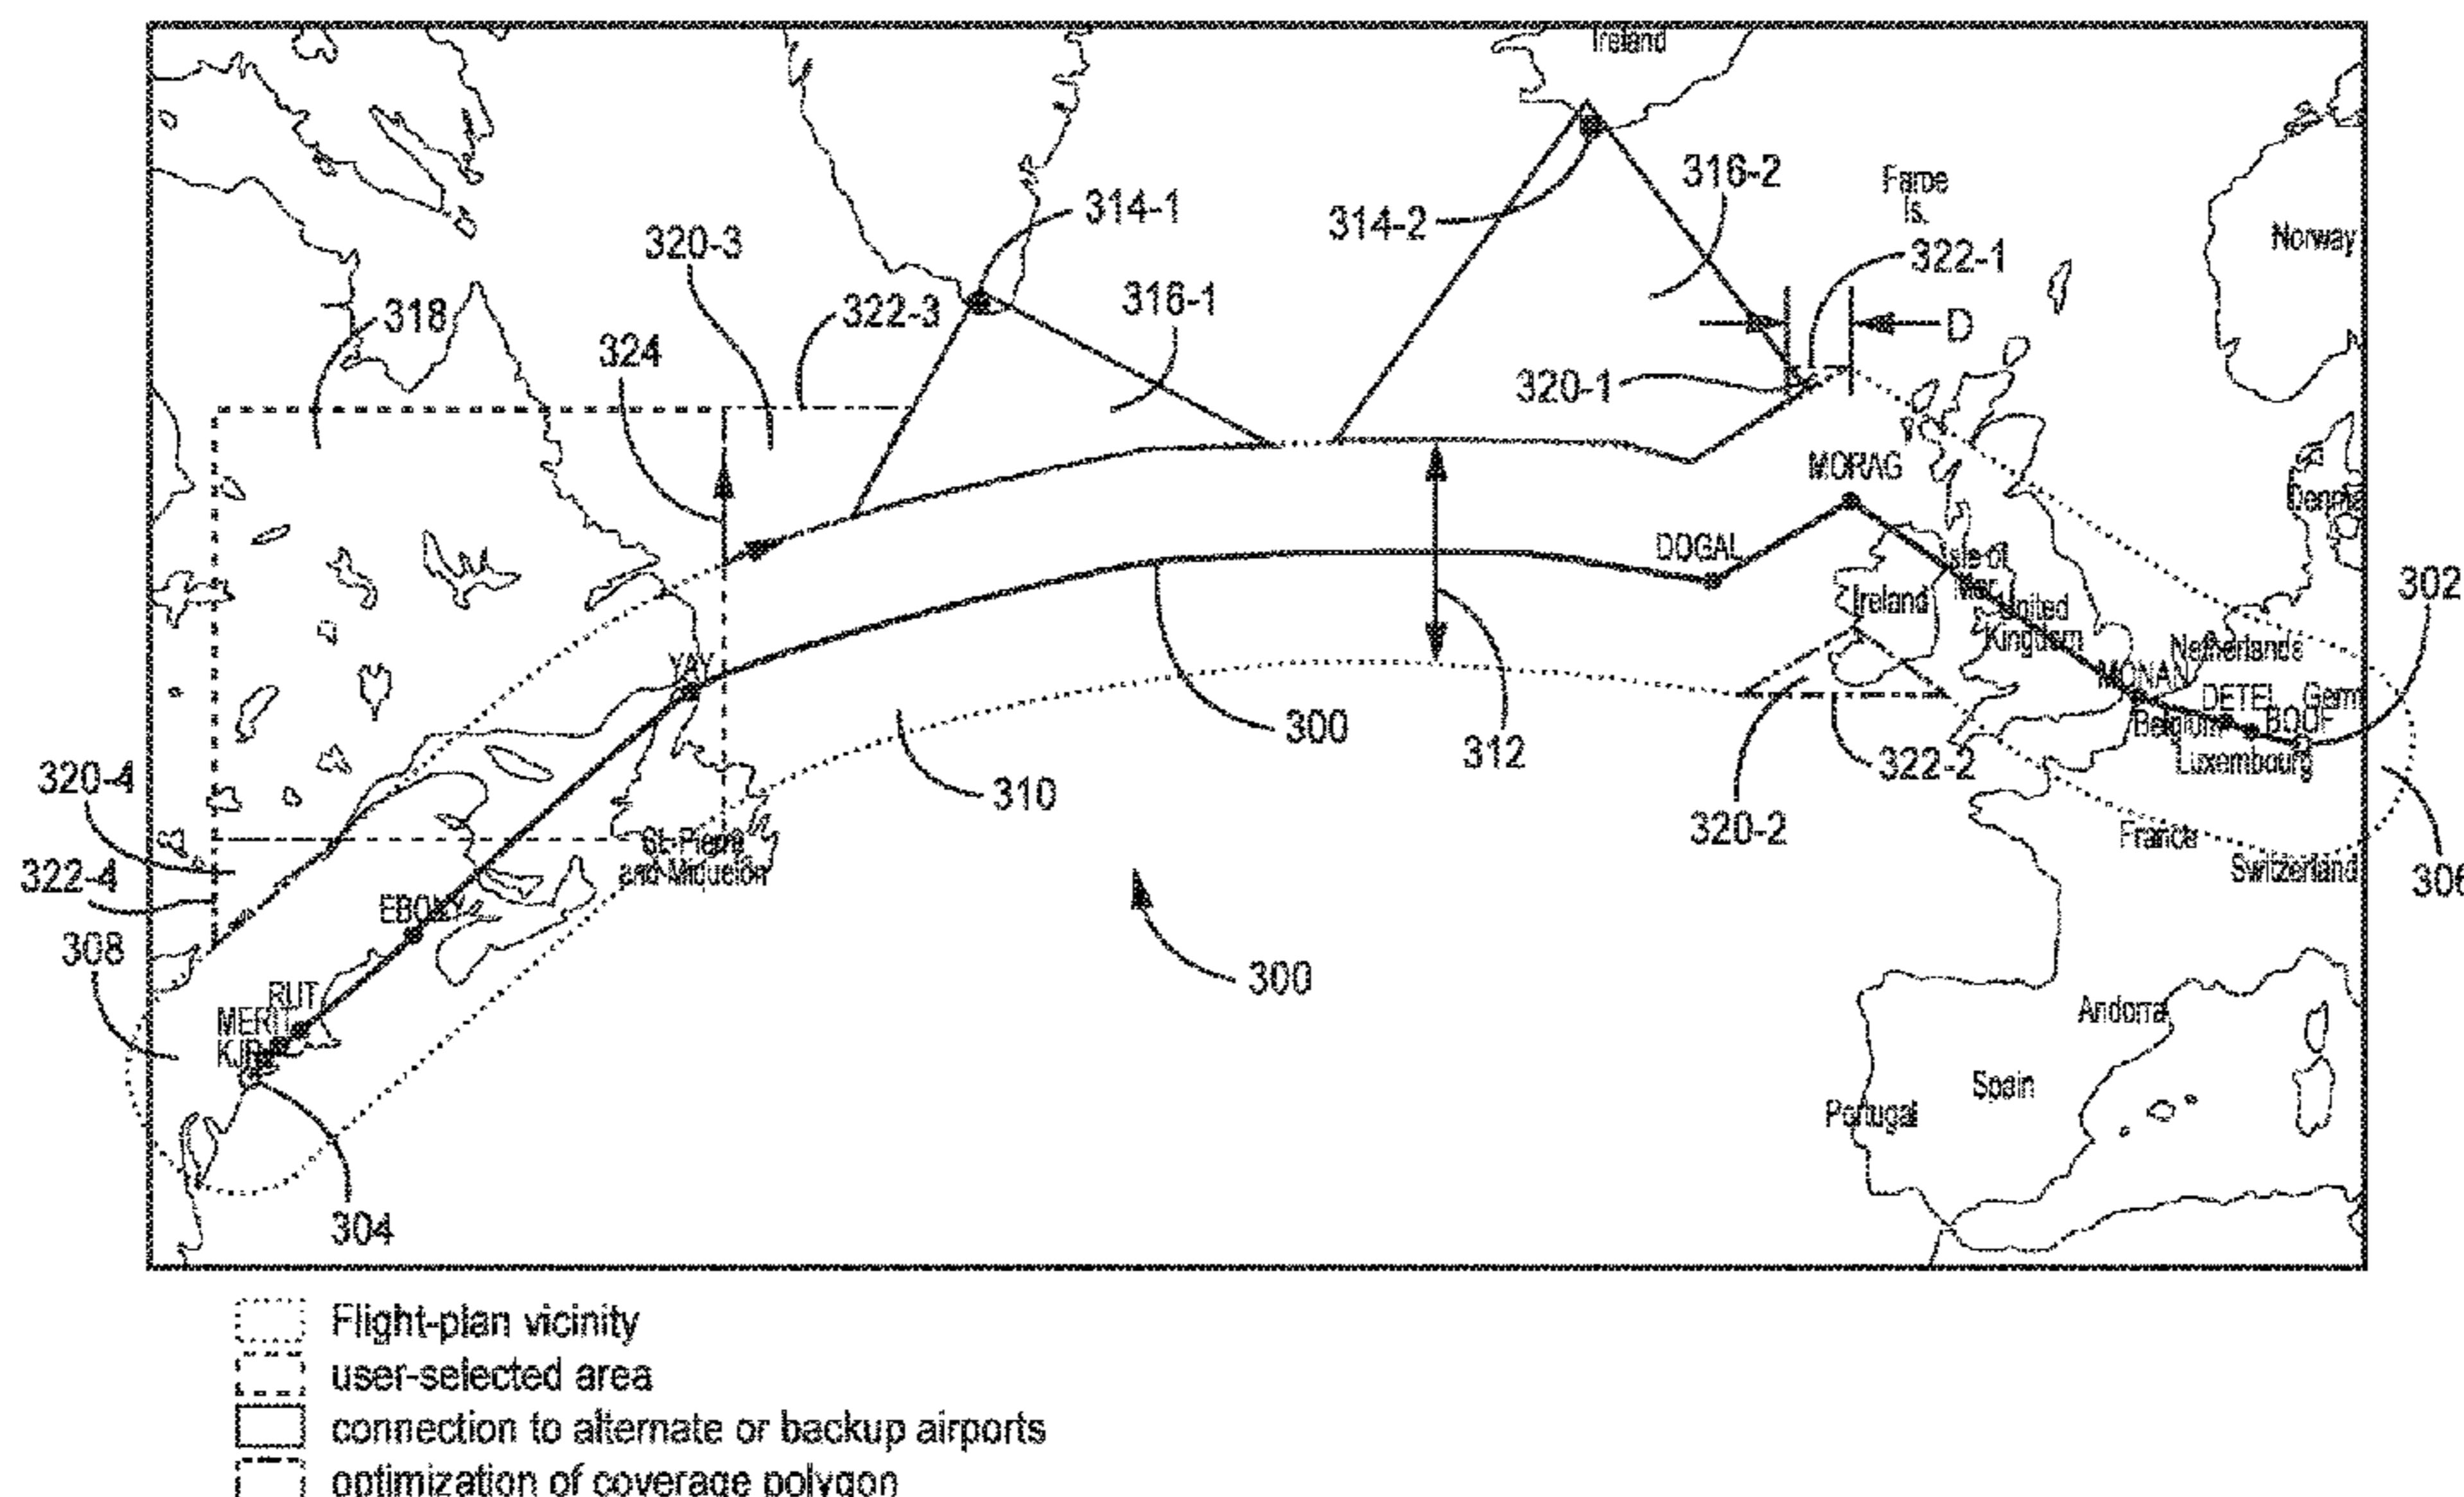 Ireland
316-2
Faroe
Is.
314-1
314-2
320-3
322-1
Norway
322-3
316-1
318
D
324
320-1
MORAG
DOGAL
Isle of
Man
Ireland
United
Kingdom
302
YAY
Netherlands
MONAN
DETEL
Germ
BOOF
Belgium
Luxembourg
300
312
322-2
320-4
310
320-2
France
Switzerland
St-Pierre
and Miquelon
322-4
306
EBONY
308
300
RUT
MERIT
Andorra
Spain
Portugal
304
Flight-plan vicinity
user-selected area
connection to alternate or backup airports
optimization of coverage polygon